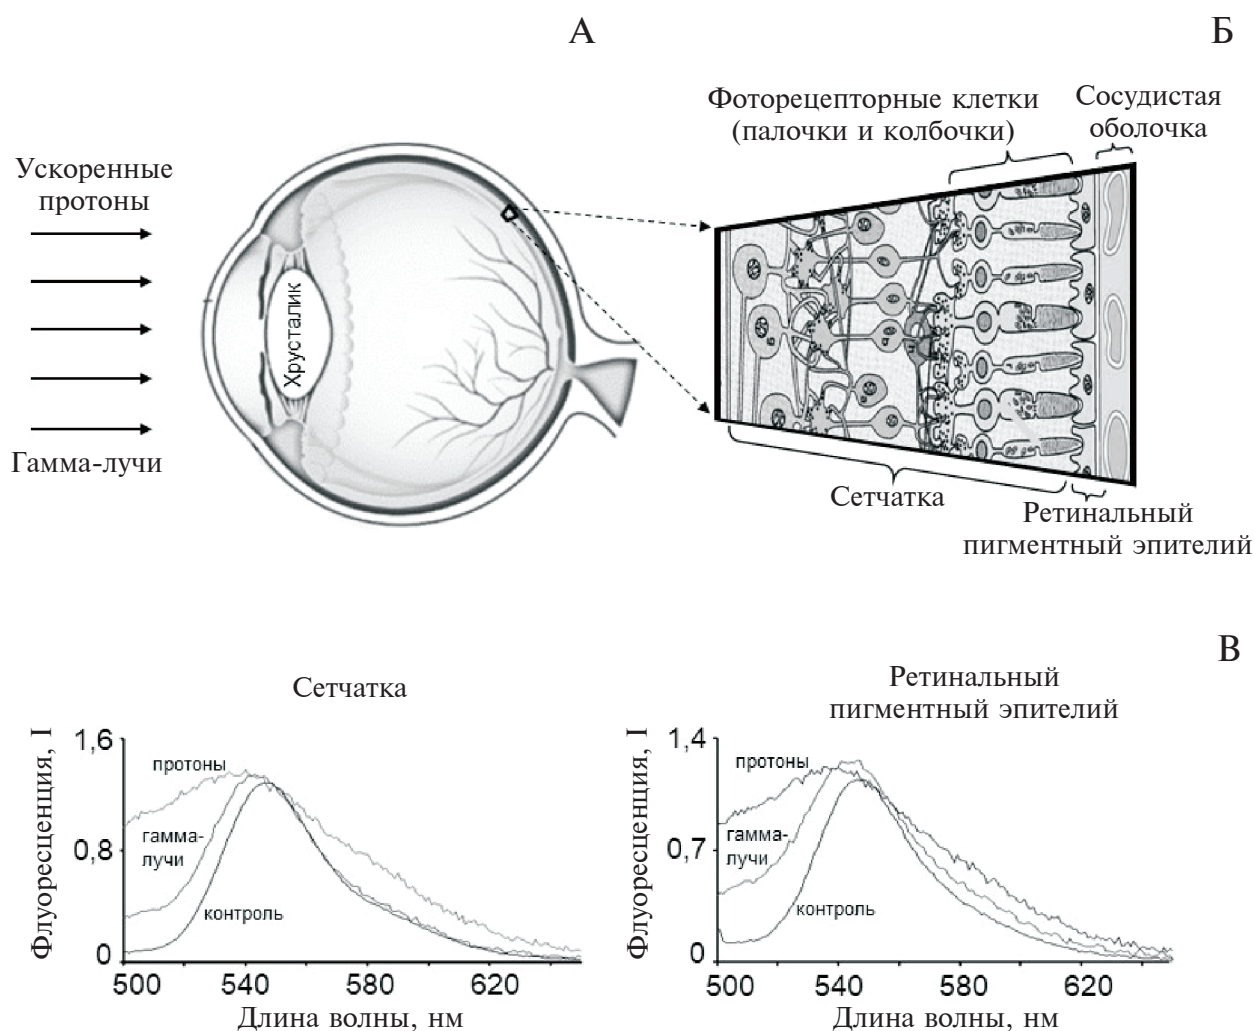 А
Б
Фоторецепторные клетки
(палочки и колбочки)
Сосудистая
оболочка
Ускоренные
протоны
Хрусталик
Гамма-лучи
Сетчатка
Ретинальный
пигментный эпителий
В
Сетчатка
Флуоресценция, I
1,6
0,8
0
протоны
гамма-
лучи
контроль
500 540 580 620
Длина волны, нм
Ретинальный
пигментный эпителий
Флуоресценция, I
1,4
0,7
0
протоны
гамма-
лучи
контроль
500 540 580 620
Длина волны, нм